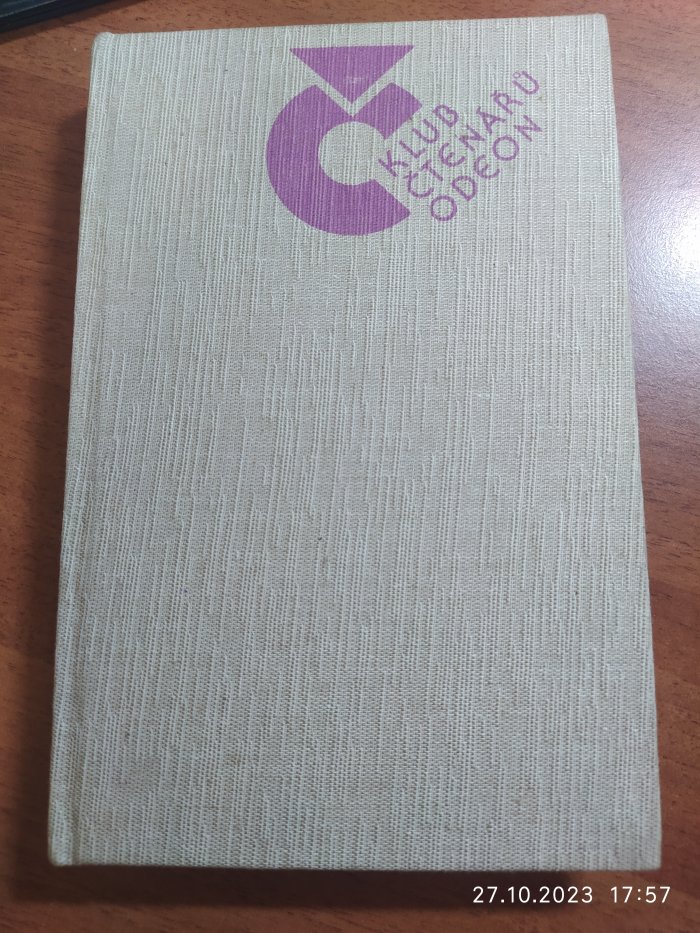 KLUB
ČTENÁŘŮ
ODEON
27.10.2023 17:57